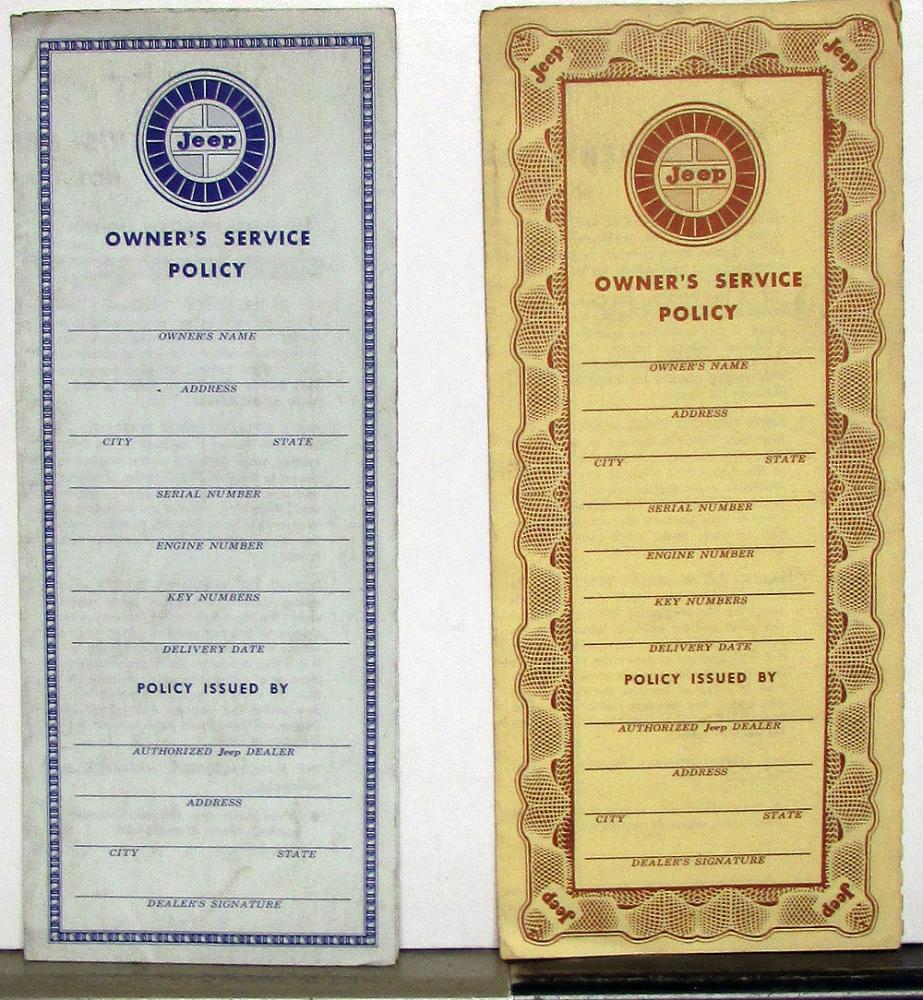 Jeep
OWNER'S SERVICE
POLICY
OWNER'S NAME
ADDRESS
CITY STATE
SERIAL NUMBER
ENGINE NUMBER
KEY NUMBERS
DELIVERY DATE
POLICY ISSUED BY
AUTHORIZED Jeep DEALER
ADDRESS
CITY STATE
DEALER'S SIGNATURE
Jeep Jeep
Jeep
OWNER'S SERVICE
POLICY
OWNER'S NAME
ADDRESS
CITY STATE
SERIAL NUMBER
ENGINE NUMBER
KEY NUMBERS
DELIVERY DATE
POLICY ISSUED BY
AUTHORIZED Jeep DEALER
ADDRESS
CITY STATE
DEALER'S SIGNATURE
Jeep Jeep